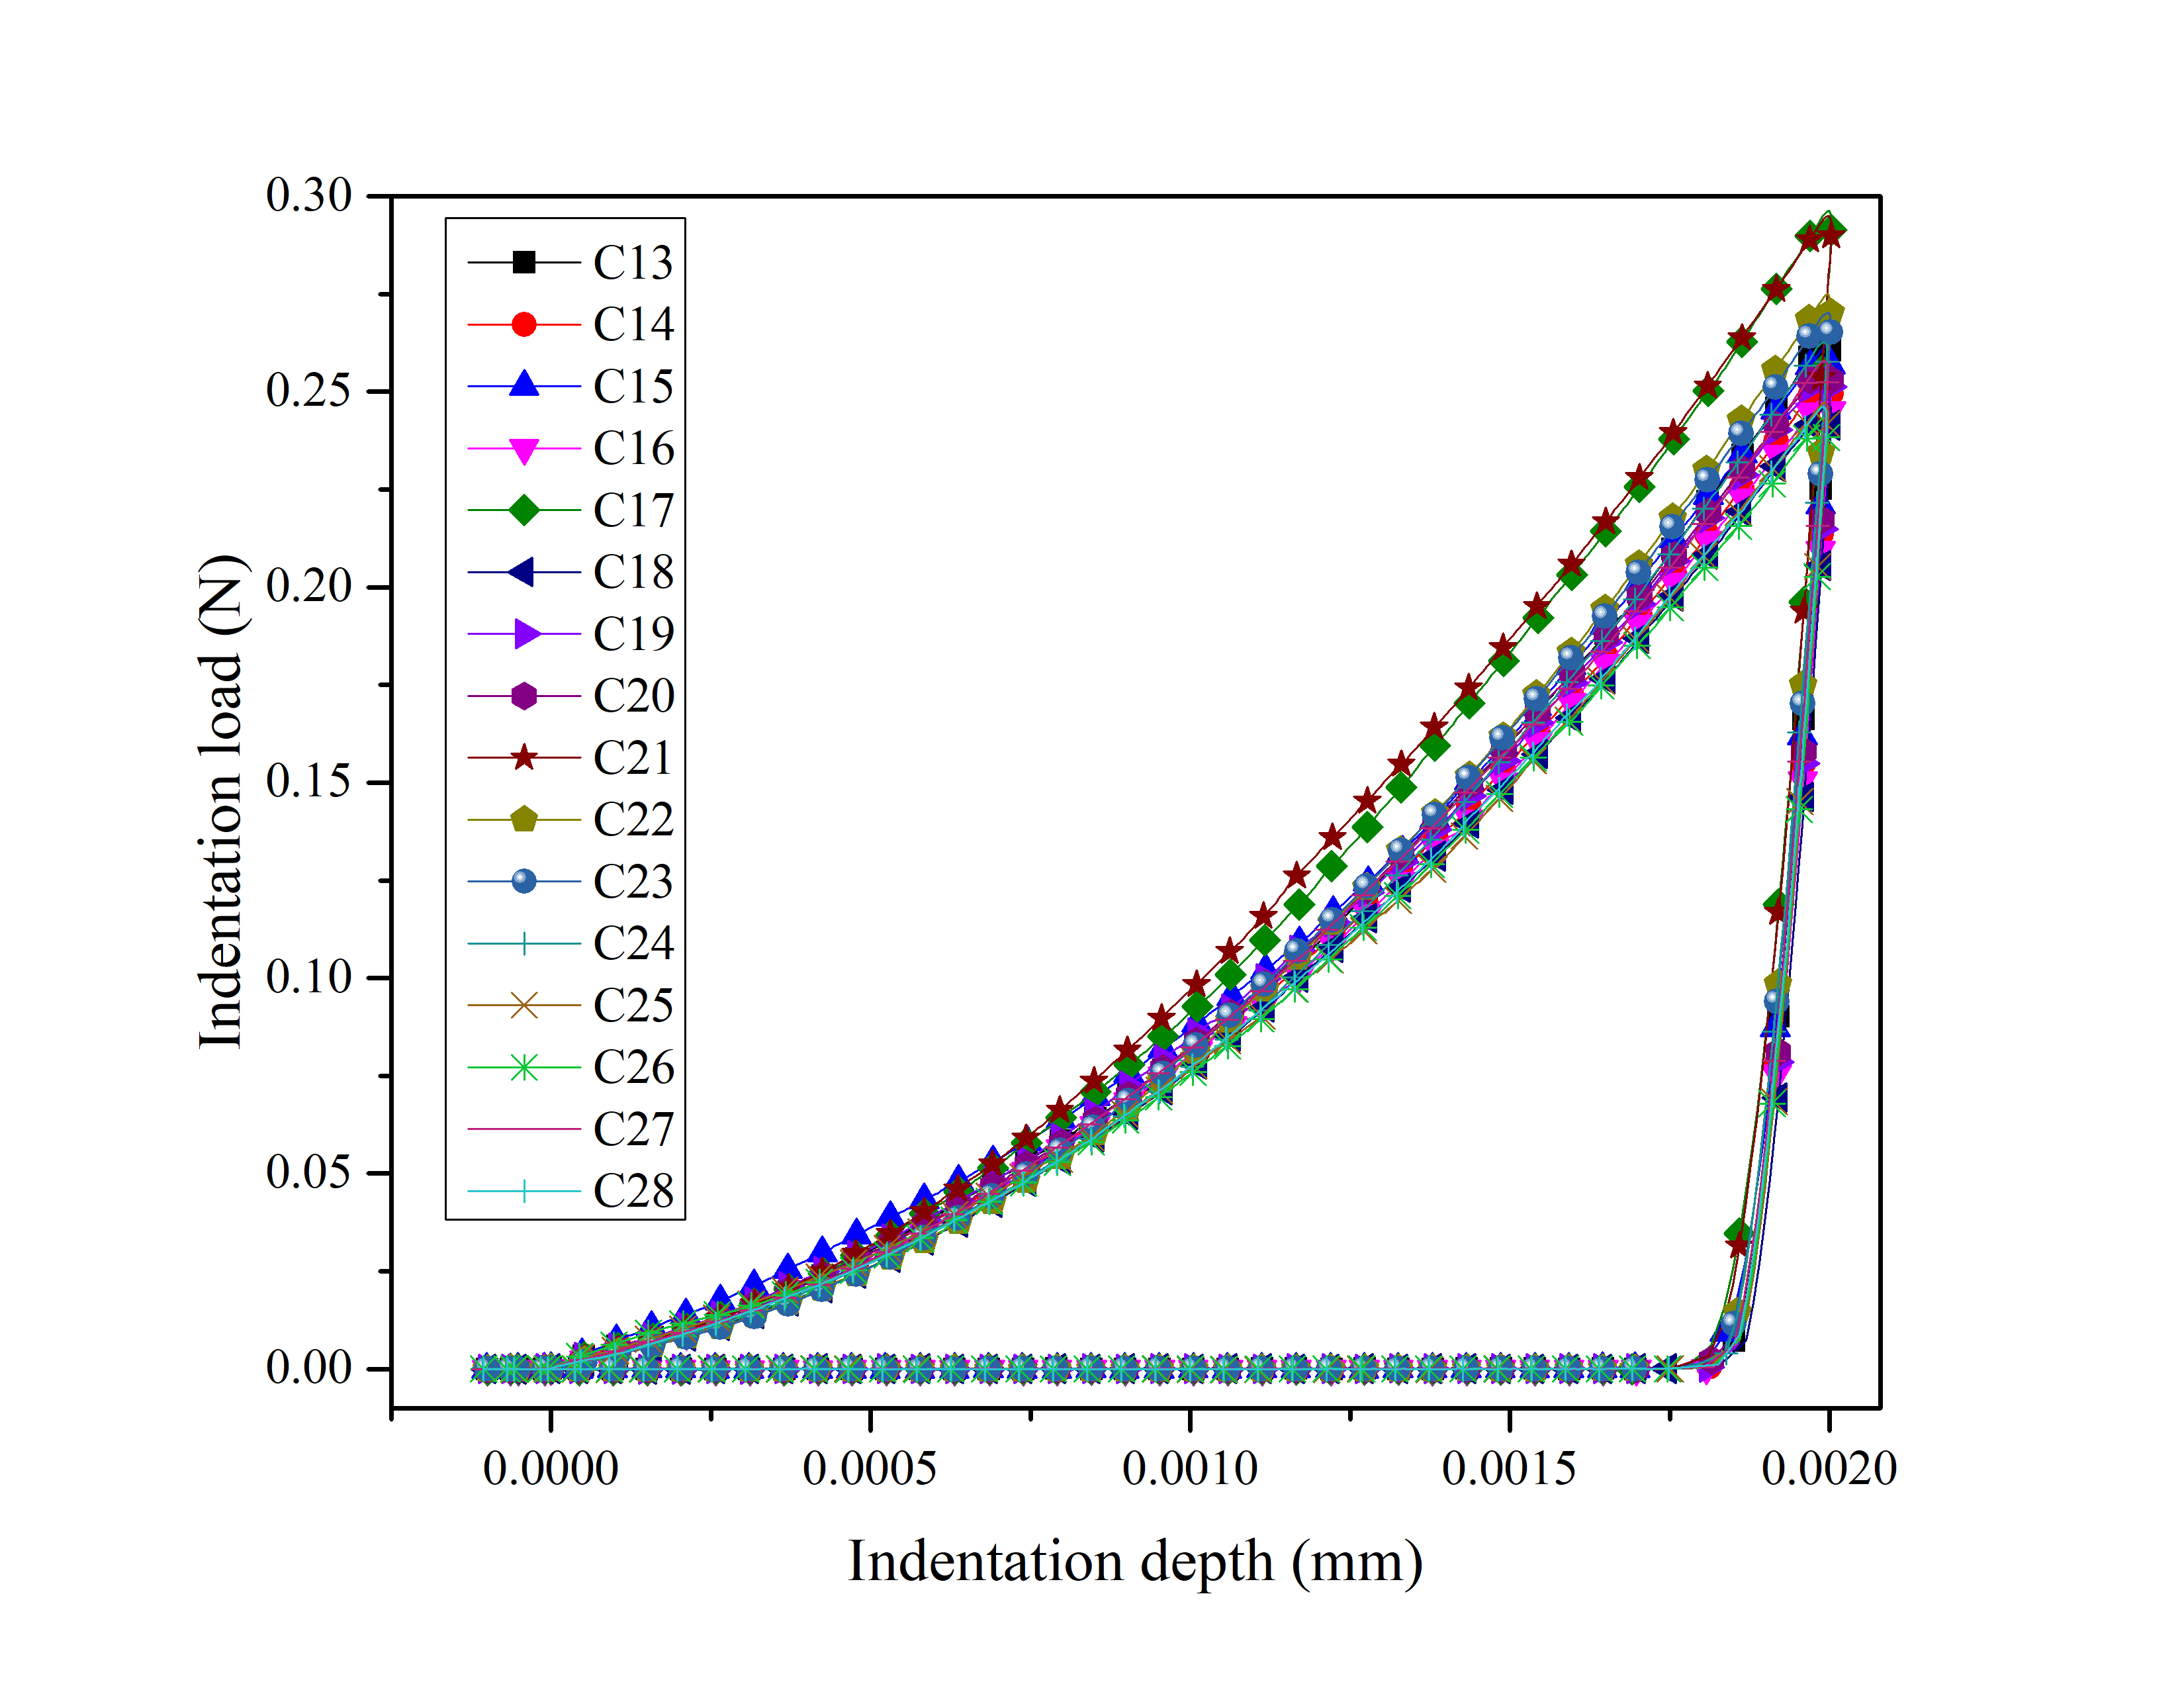 0.30
0.25
0.20
0.15
0.10
0.05
0.00
Indentation load (N)
C13
C14
C15
C16
C17
C18
C19
C20
C21
C22
C23
C24
C25
C26
C27
C28
0.0000 0.0005 0.0010 0.0015 0.0020
Indentation depth (mm)